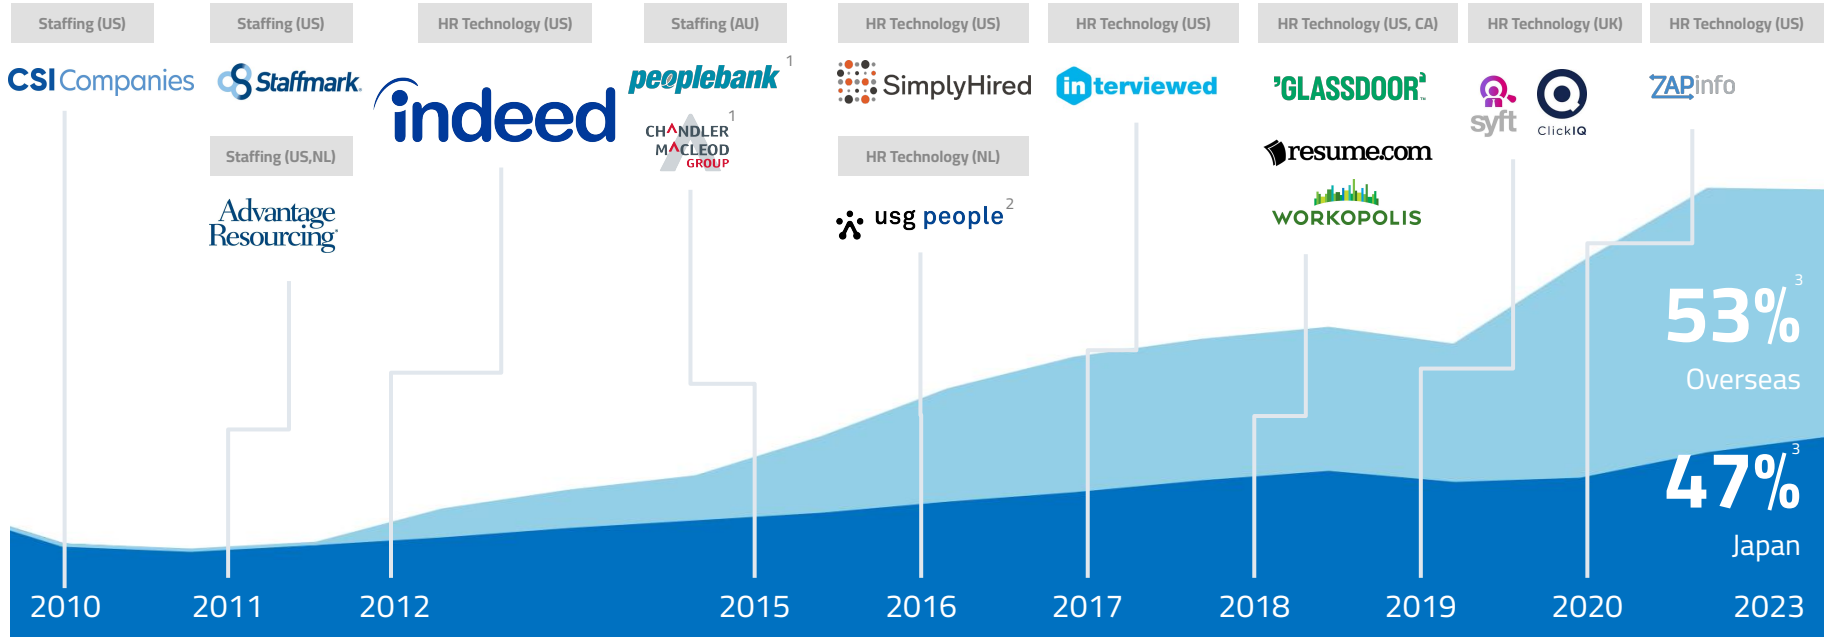 Staffing (US)
CSI Companies
Staffing (US)
Staffmark.
Staffing (US,NL)
Advantage
Resourcing
HR Technology (US)
indeed
Staffing (AU)
peoplebank 1
CHANDLER 1
MACLEOD
GROUP
HR Technology (US)
SimplyHired
HR Technology (NL)
usg people 2
HR Technology (US)
interviewed
HR Technology (US, CA)
GLASSDOOR ™
resume.com
WORKOPOLIS
HR Technology (UK)
syft
ClickIQ
HR Technology (US)
ZAPinfo
53% 3
Overseas
47% 3
Japan
2010 2011 2012 2015 2016 2017 2018 2019 2020 2023